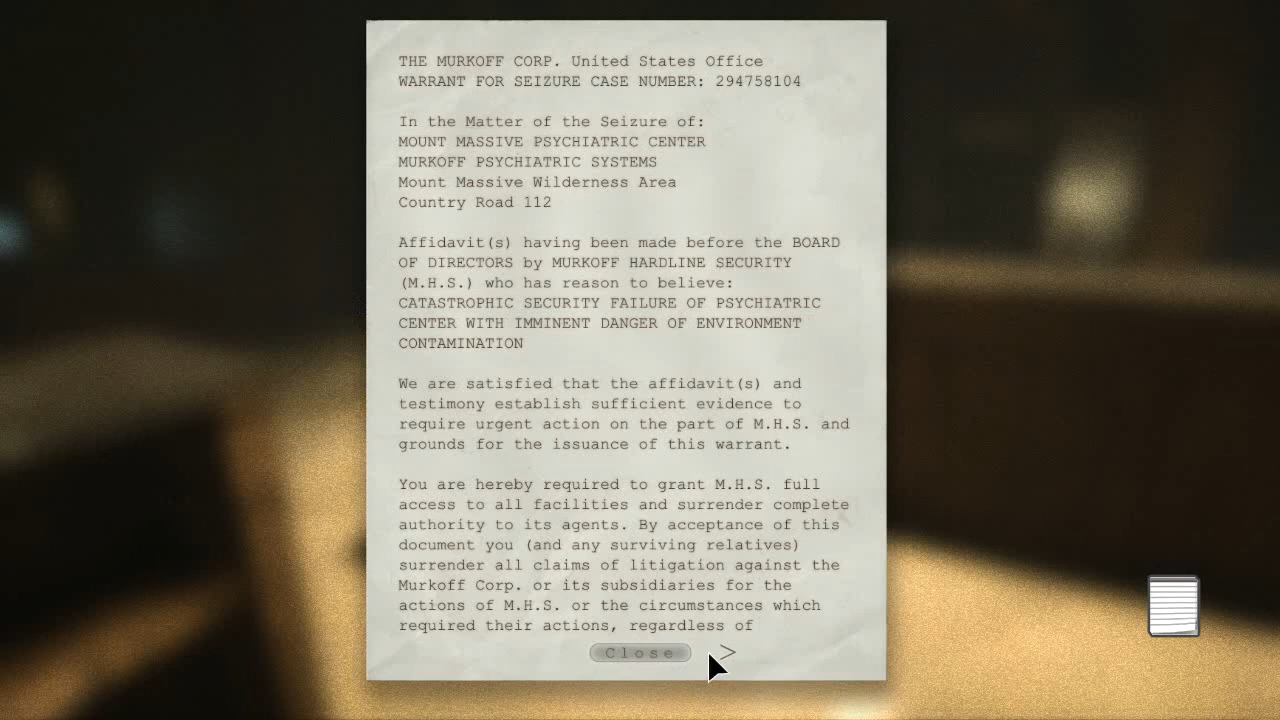 THE MURKOFF CORP. United States Office
WARRANT FOR SEIZURE CASE NUMBER: 294758104
In the Matter of the Seizure of:
MOUNT MASSIVE PSYCHIATRIC CENTER
MURKOFF PSYCHIATRIC SYSTEMS
Mount Massive Wilderness Area
Country Road 112
Affidavit(s) having been made before the BOARD
OF DIRECTORS by MURKOFF HARDLINE SECURITY
(M.H.S.) who has reason to believe:
CATASTROPHIC SECURITY FAILURE OF PSYCHIATRIC
CENTER WITH IMMINENT DANGER OF ENVIRONMENT
CONTAMINATION
We are satisfied that the affidavit(s) and
testimony establish sufficient evidence to
require urgent action on the part of M.H.S. and
grounds for the issuance of this warrant.
You are hereby required to grant M.H.S. full
access to all facilities and surrender complete
authority to its agents. By acceptance of this
document you (and any surviving relatives)
surrender all claims of litigation against the
Murkoff Corp. or its subsidiaries for the
actions of M.H.S. or the circumstances which
required their actions, regardless of
Close >